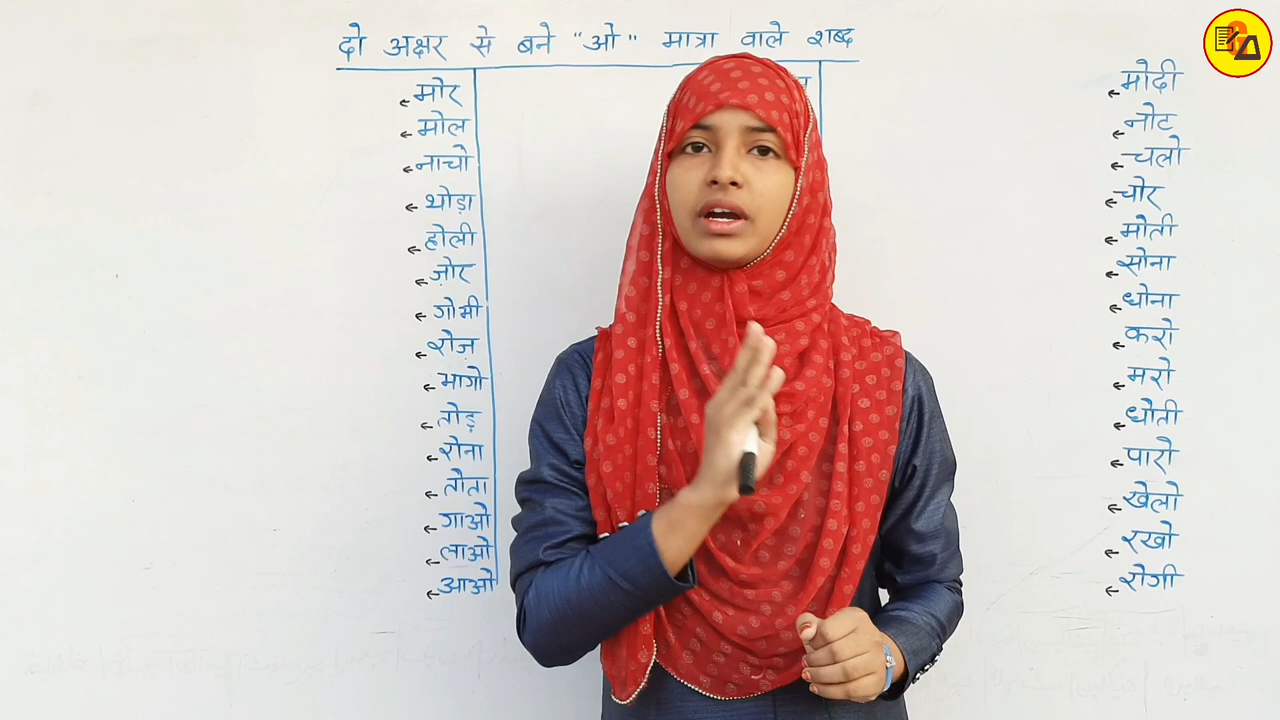 दो अक्षर से बने "ओ" मात्रा वाले शब्द
मोर
मोल
नाचो
थोड़ा
होली
ज़ोर
गोभी
रोज़
भागो
तोड़
रोना
तोता
गाओ
लाओ
आओ
मोदी
नोट
चलो
चोर
मोती
सोना
धोना
करो
मरो
धोती
पारो
खेलो
रखो
रोगी